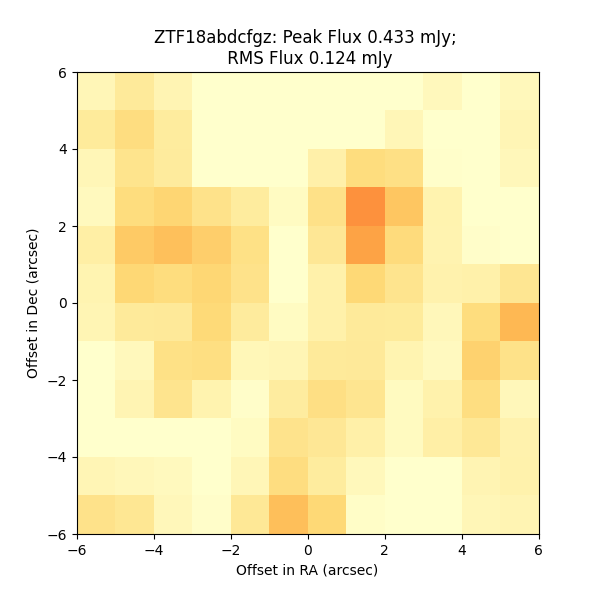 ZTF18abdcfgz: Peak Flux 0.433 mJy;
RMS Flux 0.124 mJy
6
4
2
0
−2
−4
−6
Offset in Dec (arcsec)
−6 −4 −2 0 2 4 6
Offset in RA (arcsec)